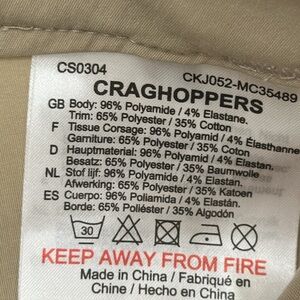 CS0304 CKJ052-MC35489
CRAGHOPPERS
GB Body: 96% Polyamide / 4% Elastane.
Trim: 65% Polyester / 35% Cotton
F Tissue Corsage: 96% Polyamid / 4% Élasthanne
Garniture: 65% Polyester / 35% Coton
D Hauptmaterial: 96% Polyamid / 4% Elastan.
Besatz: 65% Polyester / 35% Baumwolle
NL Stof lijf: 96% Polyamide / 4% Elastan.
Afwerking: 65% Polyester / 35% Katoen
ES Cuerpo: 96% Poliamida / 4% Elastán.
Borde: 65% Poliéster / 35% Algodón
30
KEEP AWAY FROM FIRE
Made in China / Fabriqué en
Chine / Hecho en China